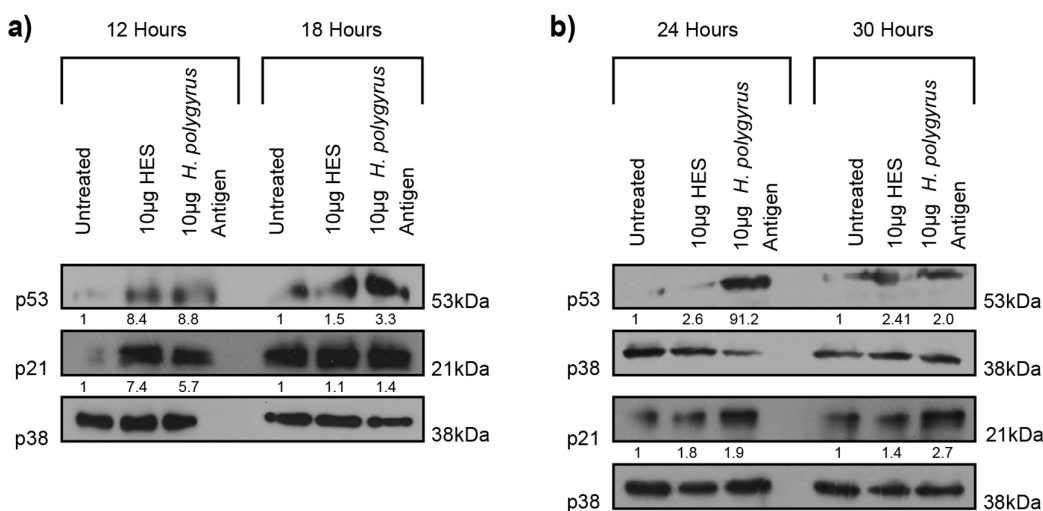 a)
12 Hours
18 Hours
Untreated
10µg HES
10µg H. polygyrus
Antigen
Untreated
10µg HES
10µg H. polygyrus
Antigen
p53
53kDa
1 8.4 8.8 1 1.5 3.3
p21
21kDa
1 7.4 5.7 1 1.1 1.4
p38
38kDa
b)
24 Hours
30 Hours
Untreated
10µg HES
10µg H. polygyrus
Antigen
Untreated
10µg HES
10µg H. polygyrus
Antigen
p53
53kDa
1 2.6 91.2 1 2.41 2.0
p38
38kDa
p21
21kDa
1 1.8 1.9 1 1.4 2.7
p38
38kDa